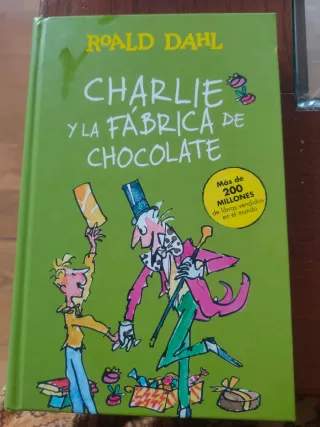 ROALD DAHL
CHARLIE
Y LA FÁBRICA DE
CHOCOLATE
Más de
200
MILLONES
de libros vendidos
en el mundo